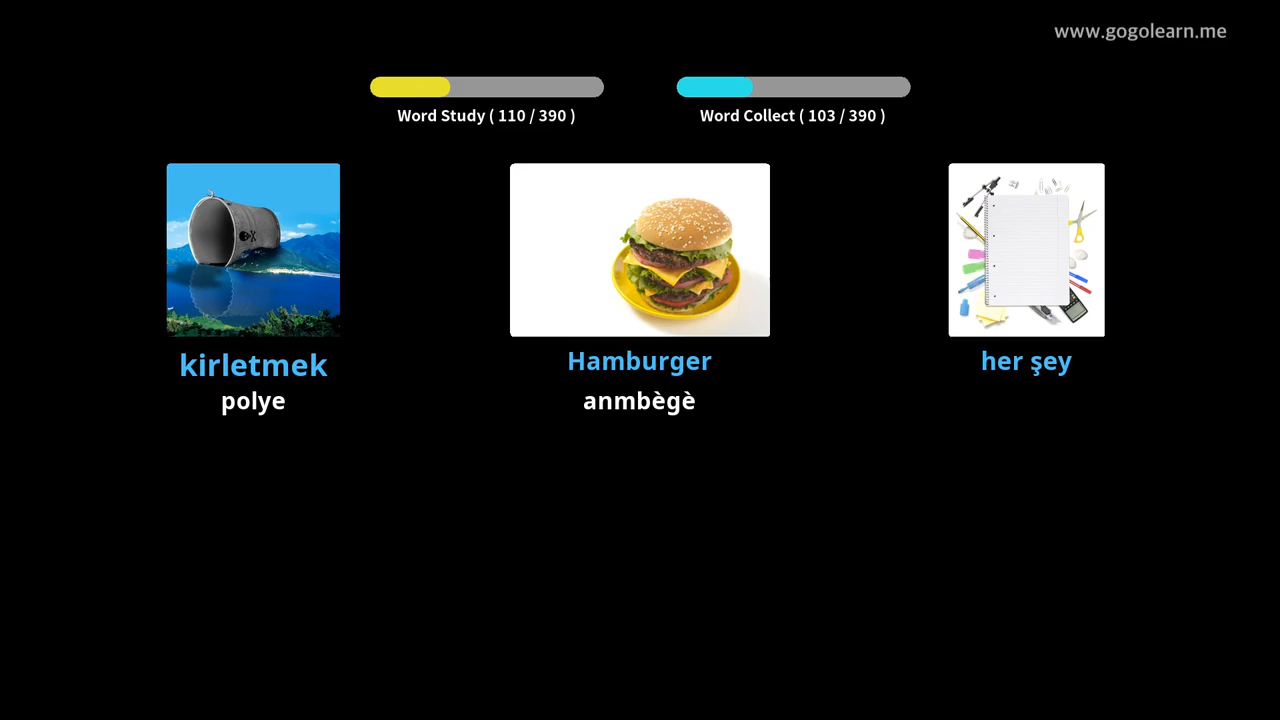 www.gogolearn.me
Word Study ( 110 / 390 )
Word Collect ( 103 / 390 )
kirletmek
polye
Hamburger
anmbègè
her şey